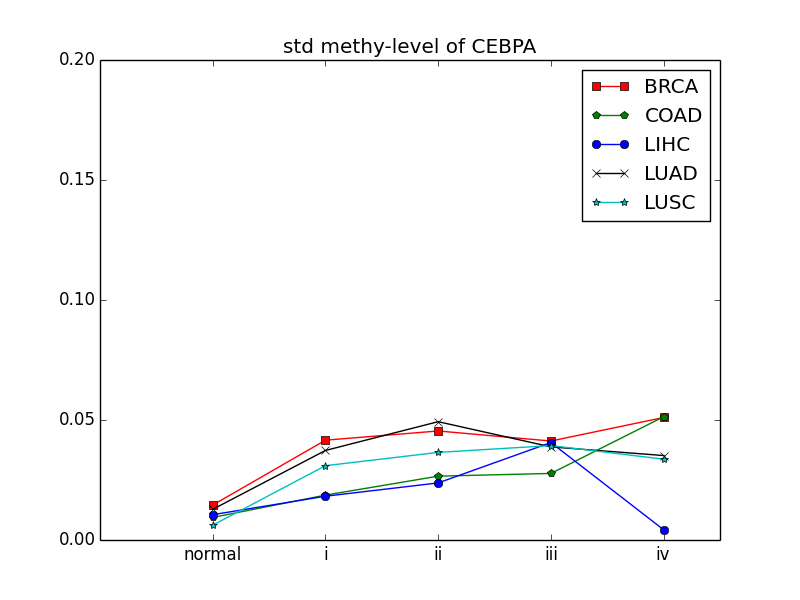 std methy-level of CEBPA
0.20
0.15
0.10
0.05
0.00
normal i ii iii iv
BRCA
COAD
LIHC
LUAD
LUSC